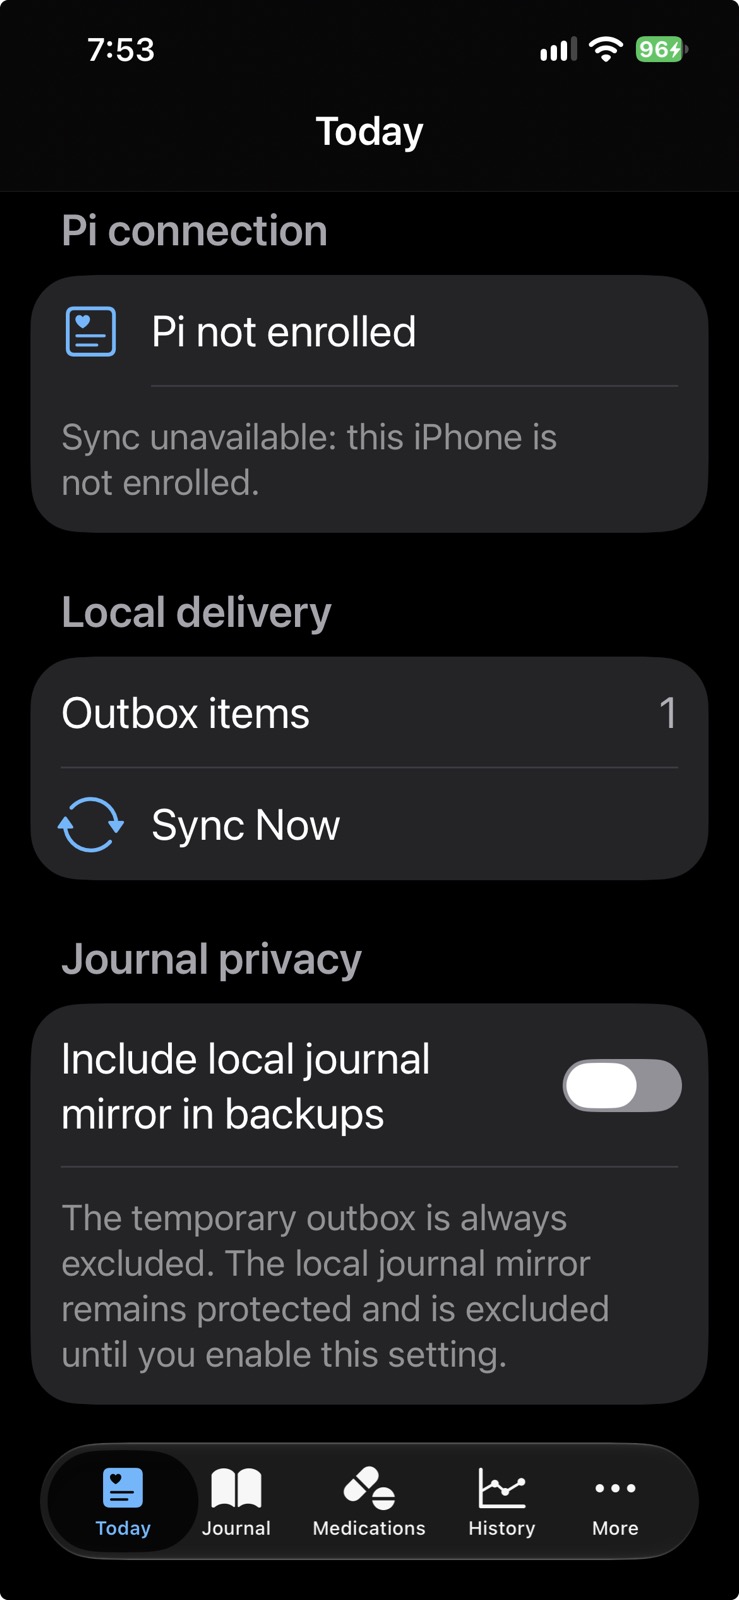 7:53
96
Today
Pi connection
Pi not enrolled
Sync unavailable: this iPhone is
not enrolled.
Local delivery
Outbox items 1
Sync Now
Journal privacy
Include local journal
mirror in backups
The temporary outbox is always
excluded. The local journal mirror
remains protected and is excluded
until you enable this setting.
Today Journal Medications History More